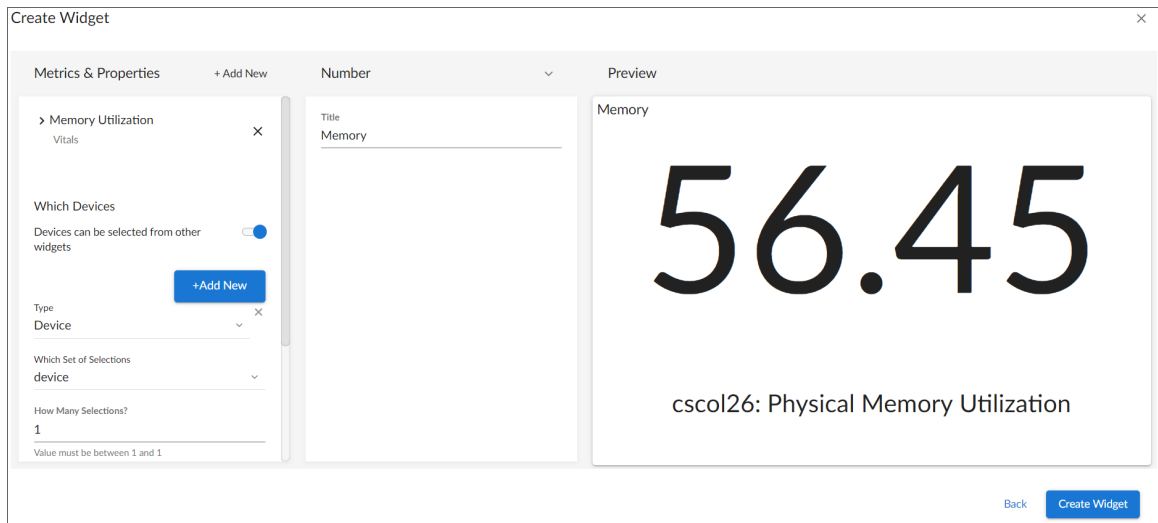 Create Widget
Metrics & Properties
+ Add New
Memory Utilization
Vitals
Which Devices
Devices can be selected from other
widgets
+Add New
Type
Device
Which Set of Selections
device
How Many Selections?
1
Value must be between 1 and 1
Number
Title
Memory
Preview
Memory
56.45
cscol26: Physical Memory Utilization
Back
Create Widget